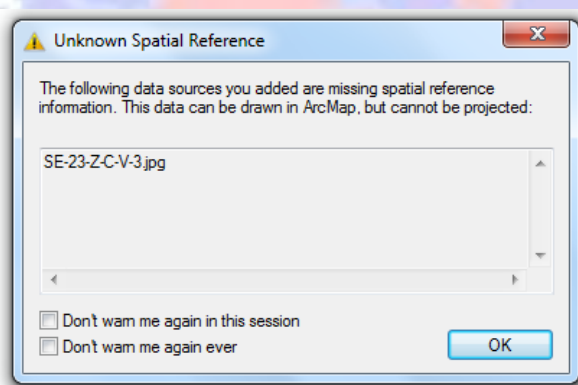 Unknown Spatial Reference
The following data sources you added are missing spatial reference
information. This data can be drawn in ArcMap, but cannot be projected:
SE-23-Z-C-V-3.jpg
Don't warn me again in this session
Don't warn me again ever
OK